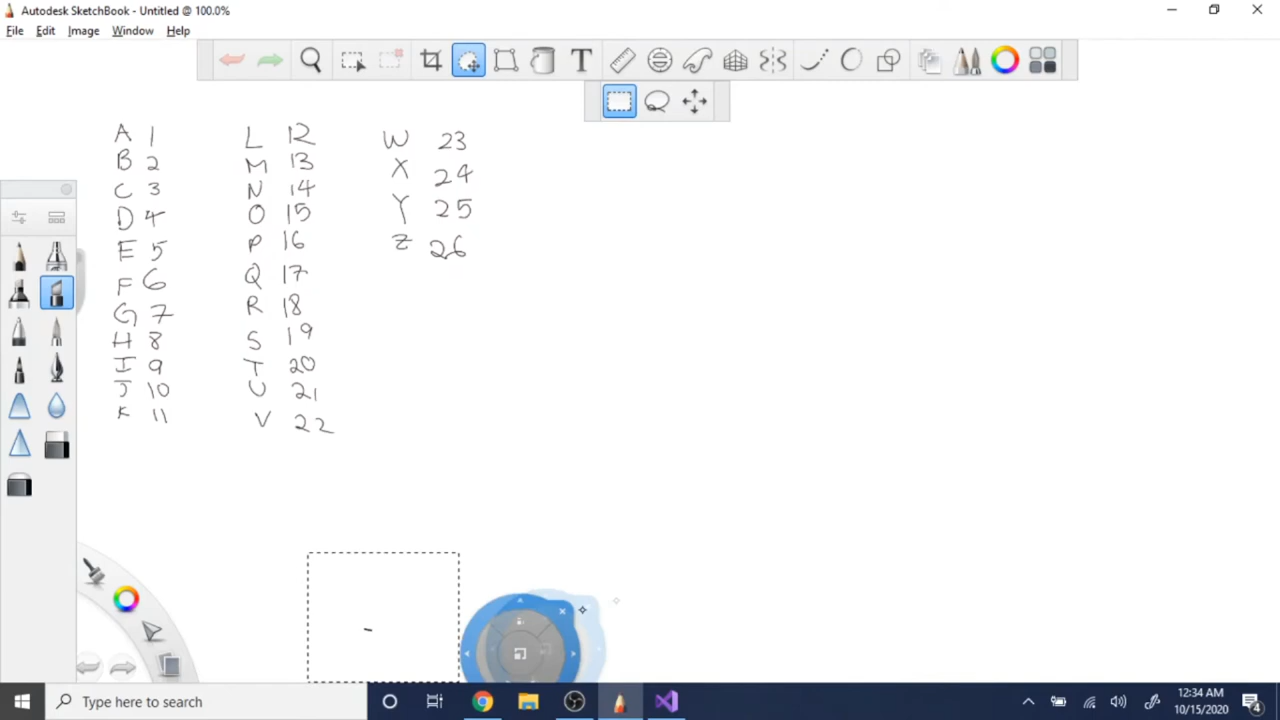 Autodesk SketchBook - Untitled @ 100.0%
File Edit Image Window Help
A 1
B 2
C 3
D 4
E 5
F 6
G 7
H 8
I 9
J 10
K 11
L 12
M 13
N 14
O 15
P 16
Q 17
R 18
S 19
T 20
U 21
V 22
W 23
X 24
Y 25
Z 26
Type here to search
12:34 AM
10/15/2020
4